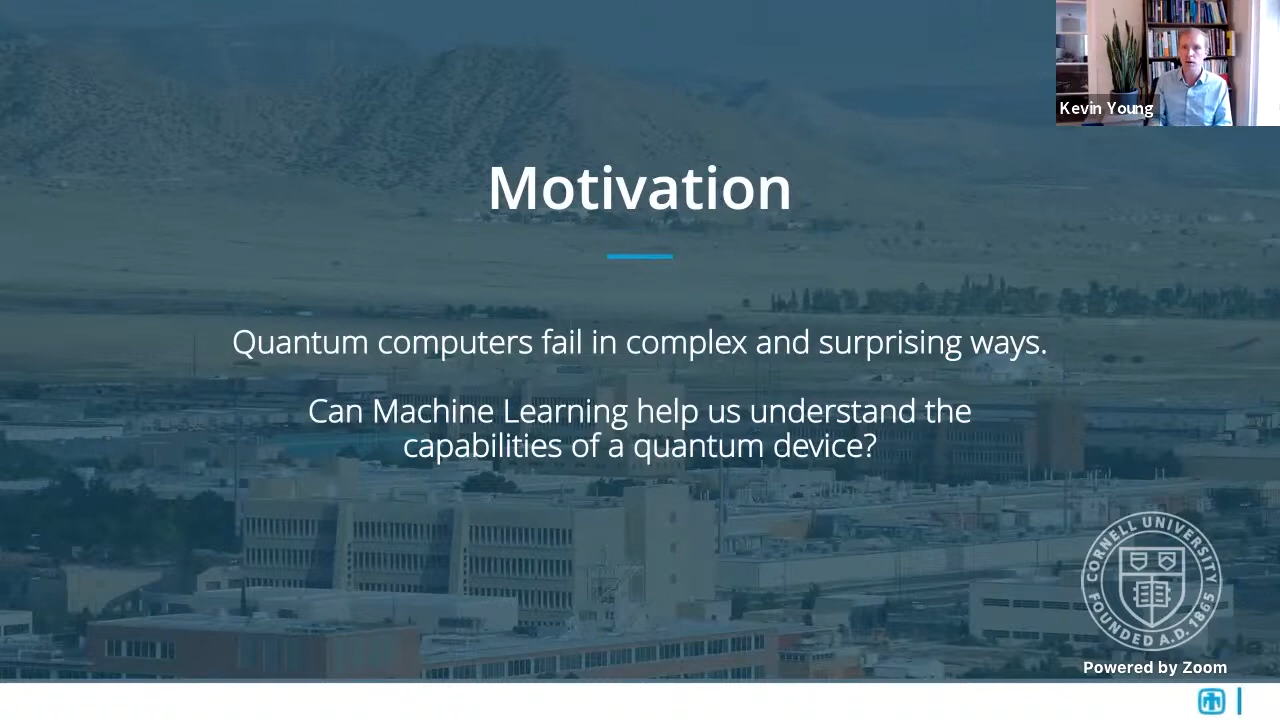 Kevin Young
Motivation
Quantum computers fail in complex and surprising ways.
Can Machine Learning help us understand the
capabilities of a quantum device?
CORNELL UNIVERSITY
FOUNDED A.D. 1865
Powered by Zoom